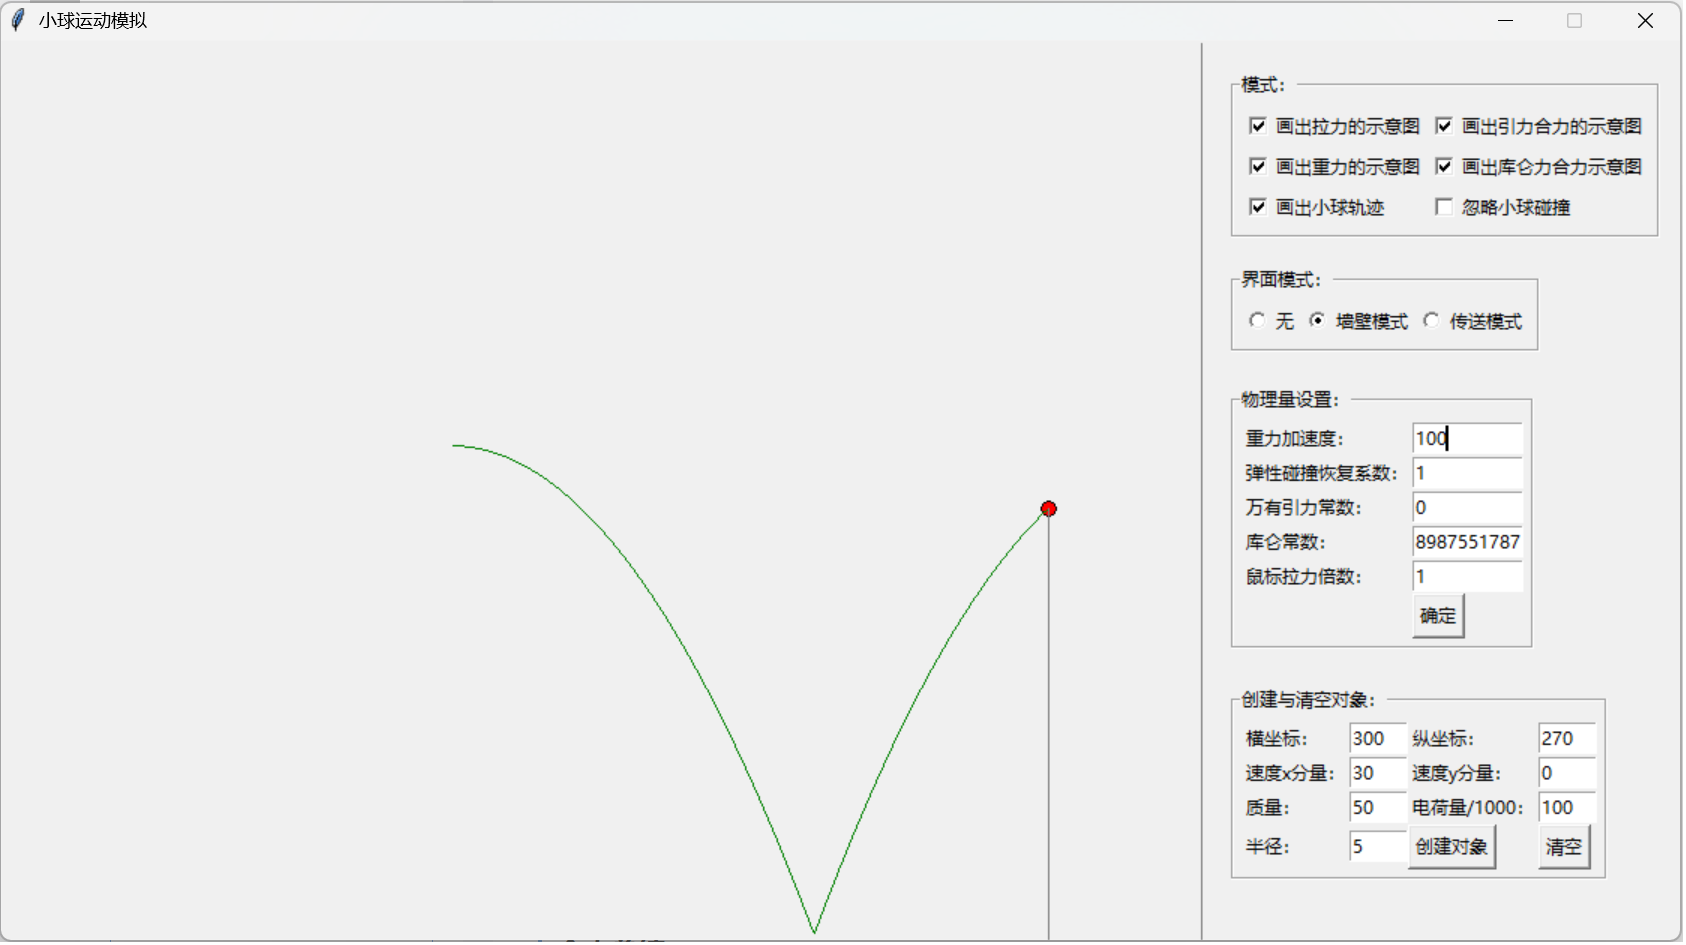 小球运动模拟
模式：
画出拉力的示意图 画出引力合力的示意图
画出重力的示意图 画出库仑力合力示意图
画出小球轨迹 忽略小球碰撞
界面模式：
无 墙壁模式 传送模式
物理量设置：
重力加速度： 100
弹性碰撞恢复系数： 1
万有引力常数： 0
库仑常数： 8987551787
鼠标拉力倍数： 1
确定
创建与清空对象：
横坐标： 300 纵坐标： 270
速度x分量： 30 速度y分量： 0
质量： 50 电荷量/1000： 100
半径： 5 创建对象 清空